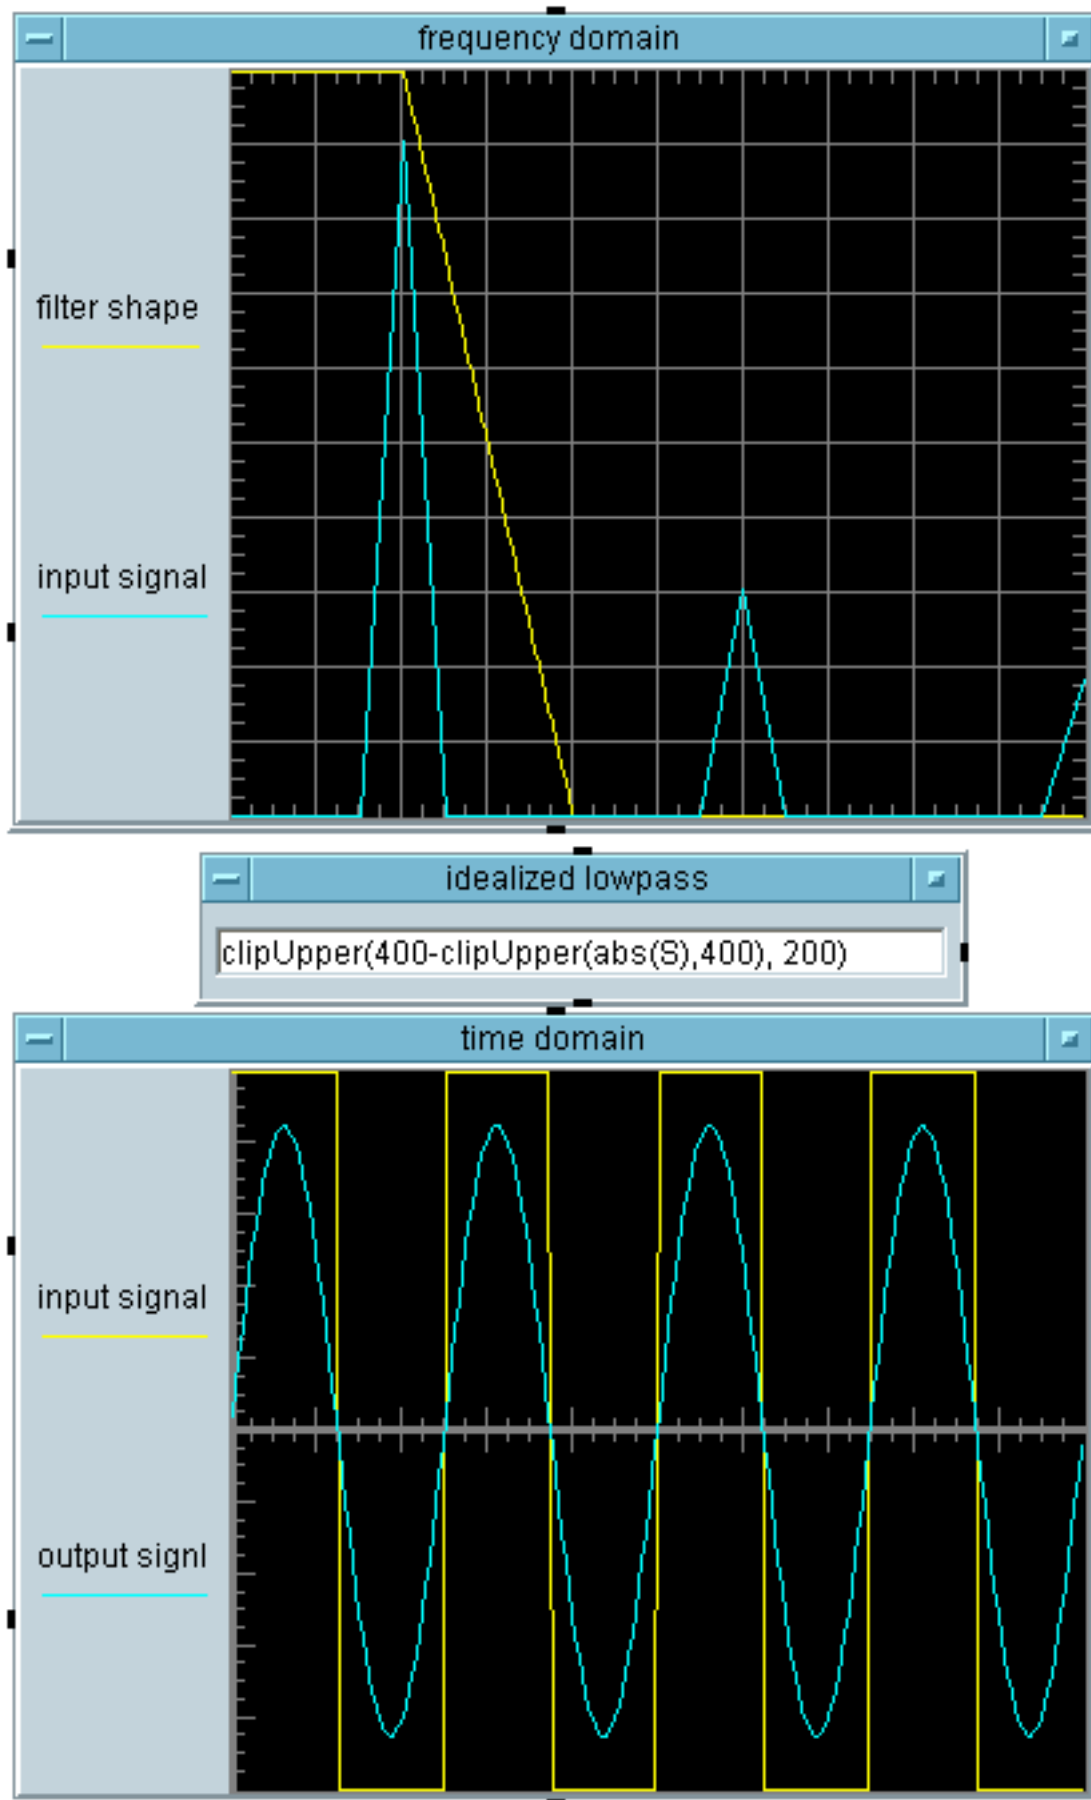 frequency domain
filter shape
input signal
idealized lowpass
clipUpper(400-clipUpper(abs(S),400), 200)
time domain
input signal
output signl